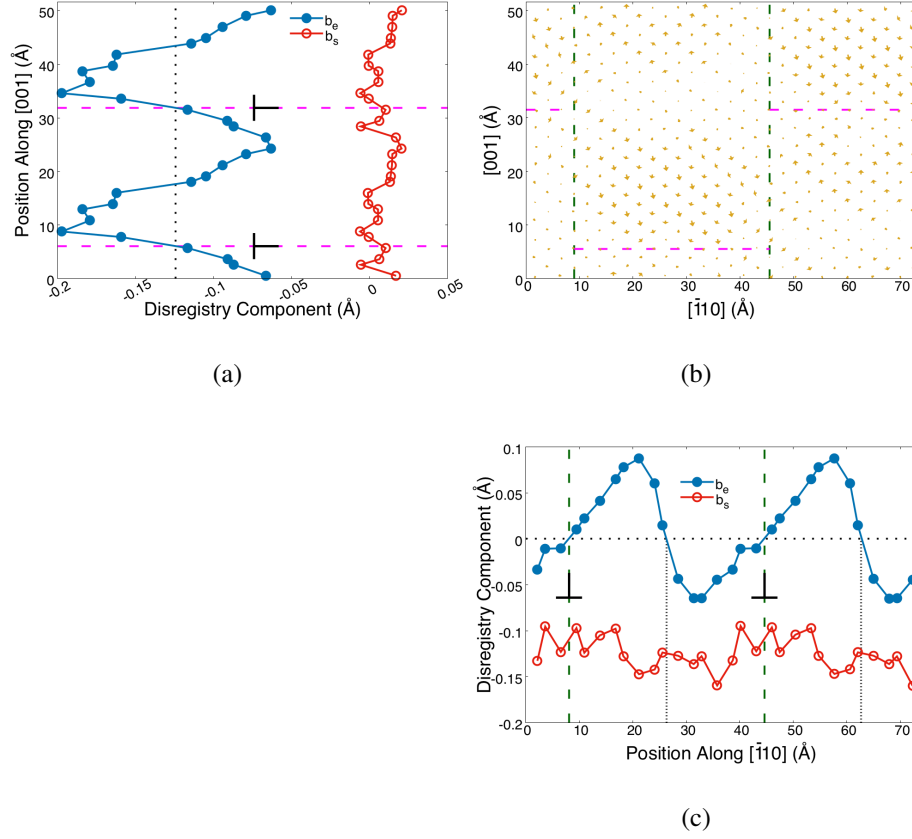 50
40
30
20
10
0
Position Along [001] (Å)
b_e
b_s
-0.2
-0.15
-0.1
-0.05
0
0.05
Disregistry Component (Å)
(a)
50
40
30
20
10
0
[001] (Å)
0 10 20 30 40 50 60 70
[1̄10] (Å)
(b)
0.1
0.05
0
-0.05
-0.1
-0.15
-0.2
Disregistry Component (Å)
b_e
b_s
0 10 20 30 40 50 60 70
Position Along [1̄10] (Å)
(c)